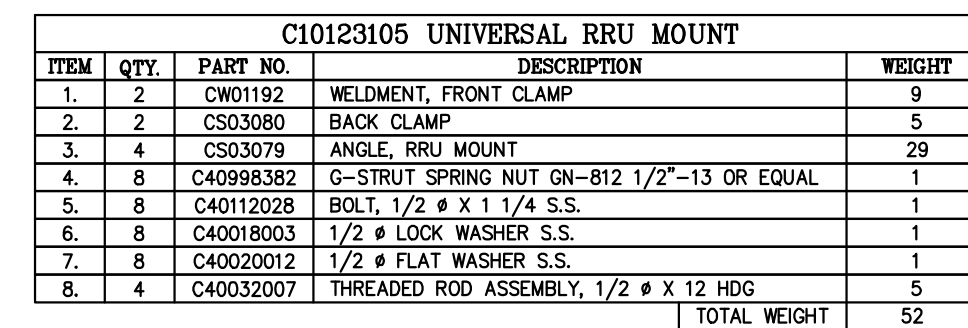 C10123105 UNIVERSAL RRU MOUNT
ITEM QTY. PART NO. DESCRIPTION WEIGHT
1. 2 CW01192 WELDMENT, FRONT CLAMP 9
2. 2 CS03080 BACK CLAMP 5
3. 4 CS03079 ANGLE, RRU MOUNT 29
4. 8 C40998382 G-STRUT SPRING NUT GN-812 1/2"-13 OR EQUAL 1
5. 8 C40112028 BOLT, 1/2 ø X 1 1/4 S.S. 1
6. 8 C40018003 1/2 ø LOCK WASHER S.S. 1
7. 8 C40020012 1/2 ø FLAT WASHER S.S. 1
8. 4 C40032007 THREADED ROD ASSEMBLY, 1/2 ø X 12 HDG 5
TOTAL WEIGHT 52